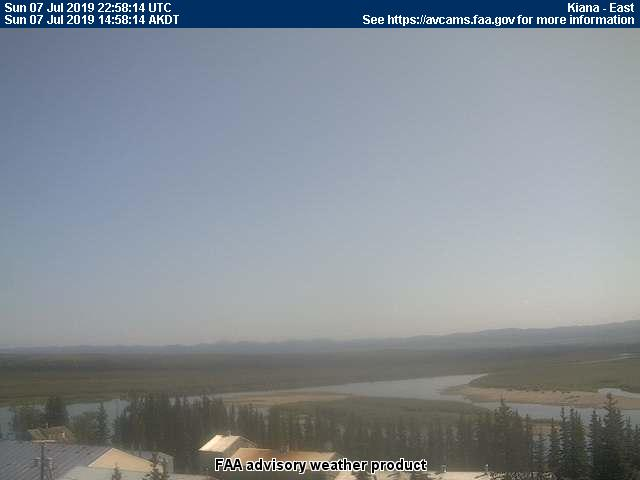 Sun 07 Jul 2019 22:58:14 UTC
Kiana - East
Sun 07 Jul 2019 14:58:14 AKDT
See https://avcams.faa.gov for more information
FAA advisory weather product